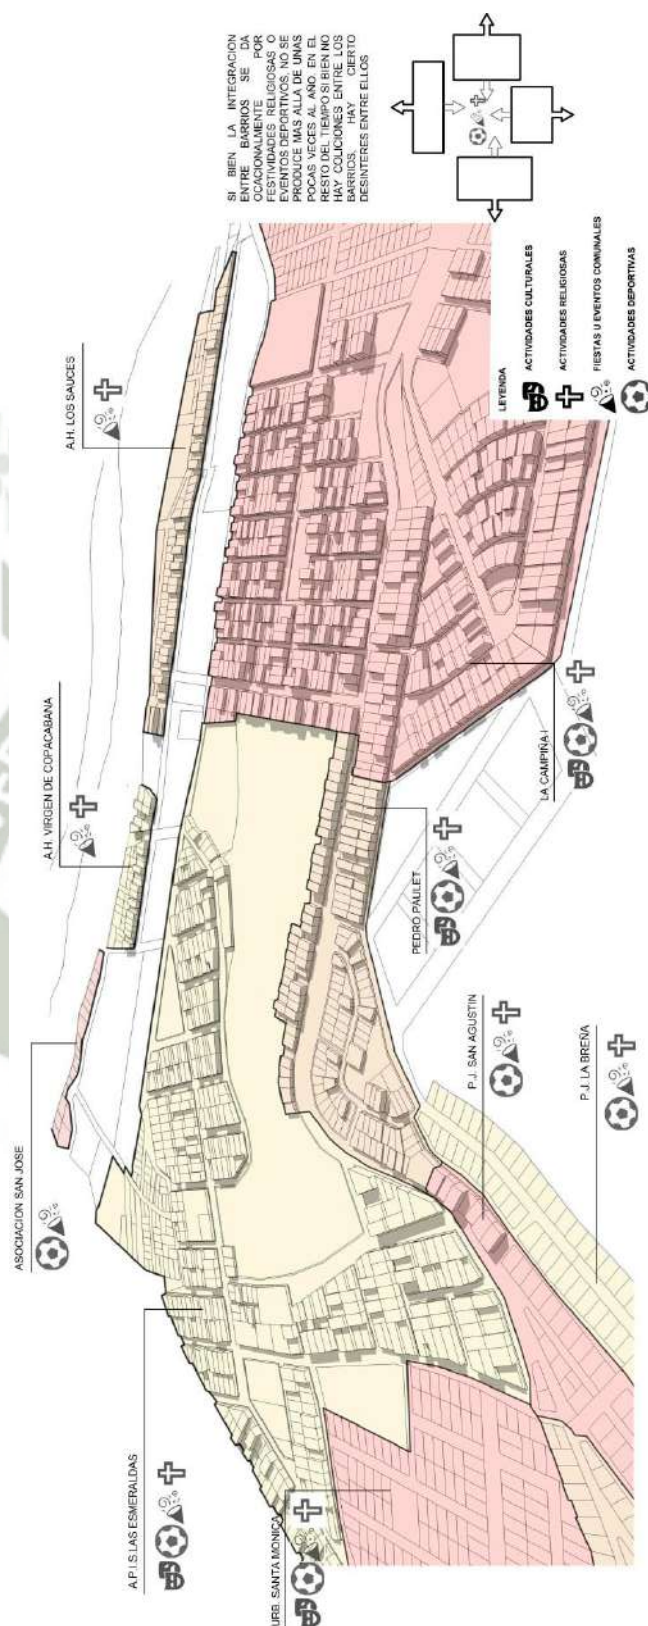 SI BIEN LA INTEGRACION
ENTRE BARRIOS SE DA
OCACIONALMENTE POR
FESTIVIDADES RELIGIOSAS O
EVENTOS DEPORTIVOS, NO SE
PRODUCE MAS ALLA DE UNAS
POCAS VECES AL AÑO. EN EL
RESTO DEL TIEMPO SI BIEN NO
HAY COLICIONES ENTRE LOS
BARRIOS, HAY CIERTO
DESINTERES ENTRE ELLOS
A.H. LOS SAUCES
A.H. VIRGEN DE COPACABANA
ASOCIACION SAN JOSE
A.P.I.S LAS ESMERALDAS
URB. SANTA MONICA
PEDRO PAULET
LA CAMPIÑA I
P.J. SAN AGUSTIN
P.J. LA BREÑA
LEYENDA
ACTIVIDADES CULTURALES
ACTIVIDADES RELIGIOSAS
FIESTAS U EVENTOS COMUNALES
ACTIVIDADES DEPORTIVAS